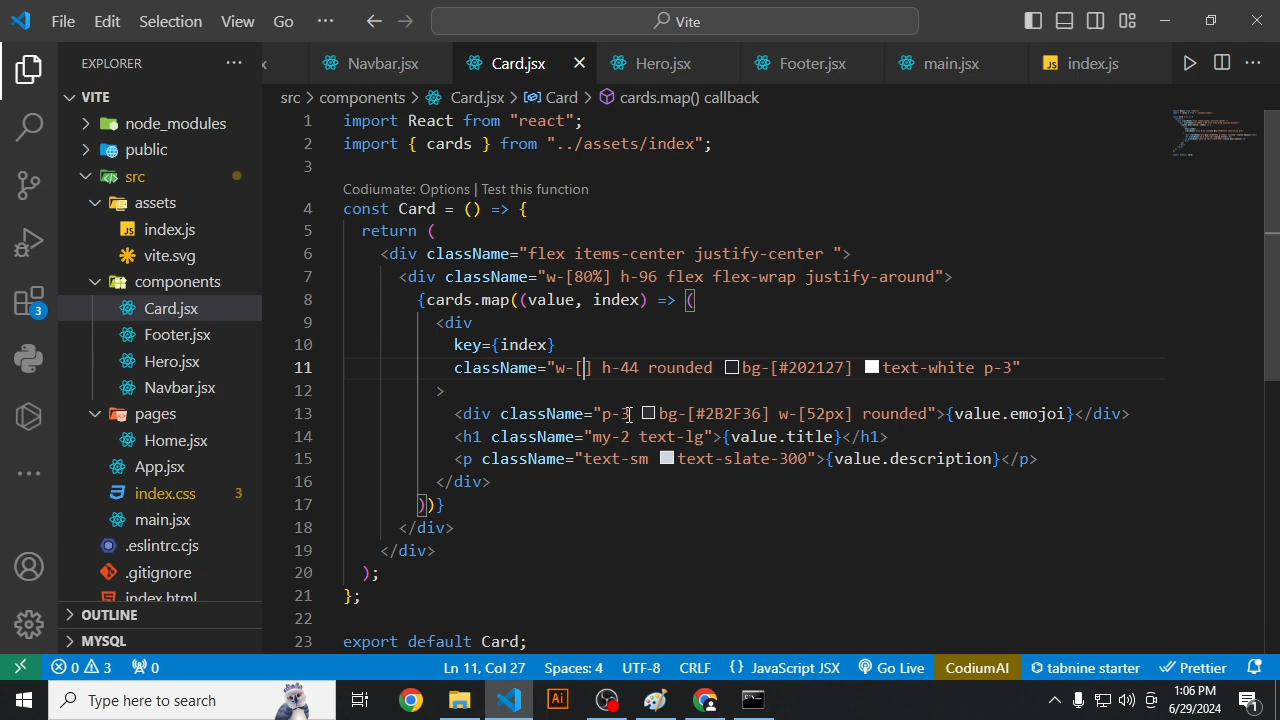 File Edit Selection View Go ··· Vite
EXPLORER ···
Navbar.jsx Card.jsx Hero.jsx Footer.jsx main.jsx JS index.js ···
VITE
node_modules
public
src
assets
JS index.js
vite.svg
components
Card.jsx
Footer.jsx
Hero.jsx
Navbar.jsx
pages
Home.jsx
App.jsx
index.css 3
main.jsx
.eslintrc.cjs
.gitignore
index.html
OUTLINE
MYSQL
3
src > components > Card.jsx > Card > cards.map() callback
1 import React from "react";
2 import { cards } from "../assets/index";
3
Codiumate: Options | Test this function
4 const Card = () => {
5 return (
6 <div className="flex items-center justify-center ">
7 <div className="w-[80%] h-96 flex flex-wrap justify-around">
8 {cards.map((value, index) => (
9 <div
10 key={index}
11 className="w-[] h-44 rounded bg-[#202127] text-white p-3"
12 >
13 <div className="p-3 bg-[#2B2F36] w-[52px] rounded">{value.emojoi}</div>
14 <h1 className="my-2 text-lg">{value.title}</h1>
15 <p className="text-sm text-slate-300">{value.description}</p>
16 </div>
17 ))}
18 </div>
19 </div>
20 );
21 };
22
23 export default Card;
0 3 0 Ln 11, Col 27 Spaces: 4 UTF-8 CRLF {} JavaScript JSX Go Live CodiumAI tabnine starter Prettier
Type here to search Ai 1:06 PM
6/29/2024 1